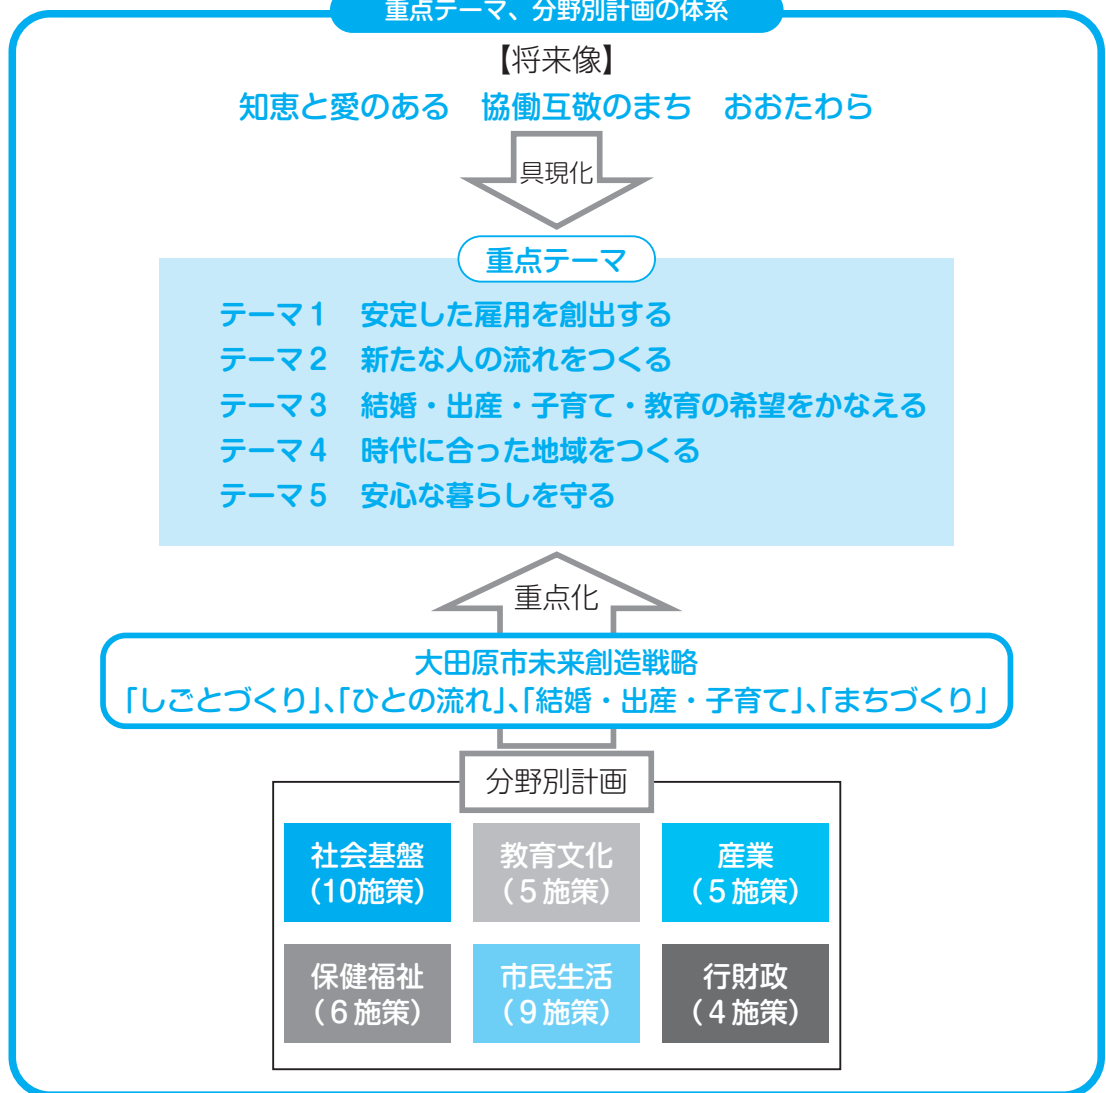 重点テーマ、分野別計画の体系
【将来像】
知恵と愛のある　協働互敬のまち　おおたわら
具現化
重点テーマ
テーマ1　安定した雇用を創出する
テーマ2　新たな人の流れをつくる
テーマ3　結婚・出産・子育て・教育の希望をかなえる
テーマ4　時代に合った地域をつくる
テーマ5　安心な暮らしを守る
重点化
大田原市未来創造戦略
「しごとづくり」、「ひとの流れ」、「結婚・出産・子育て」、「まちづくり」
分野別計画
社会基盤
（10施策）
教育文化
（5施策）
産業
（5施策）
保健福祉
（6施策）
市民生活
（9施策）
行財政
（4施策）